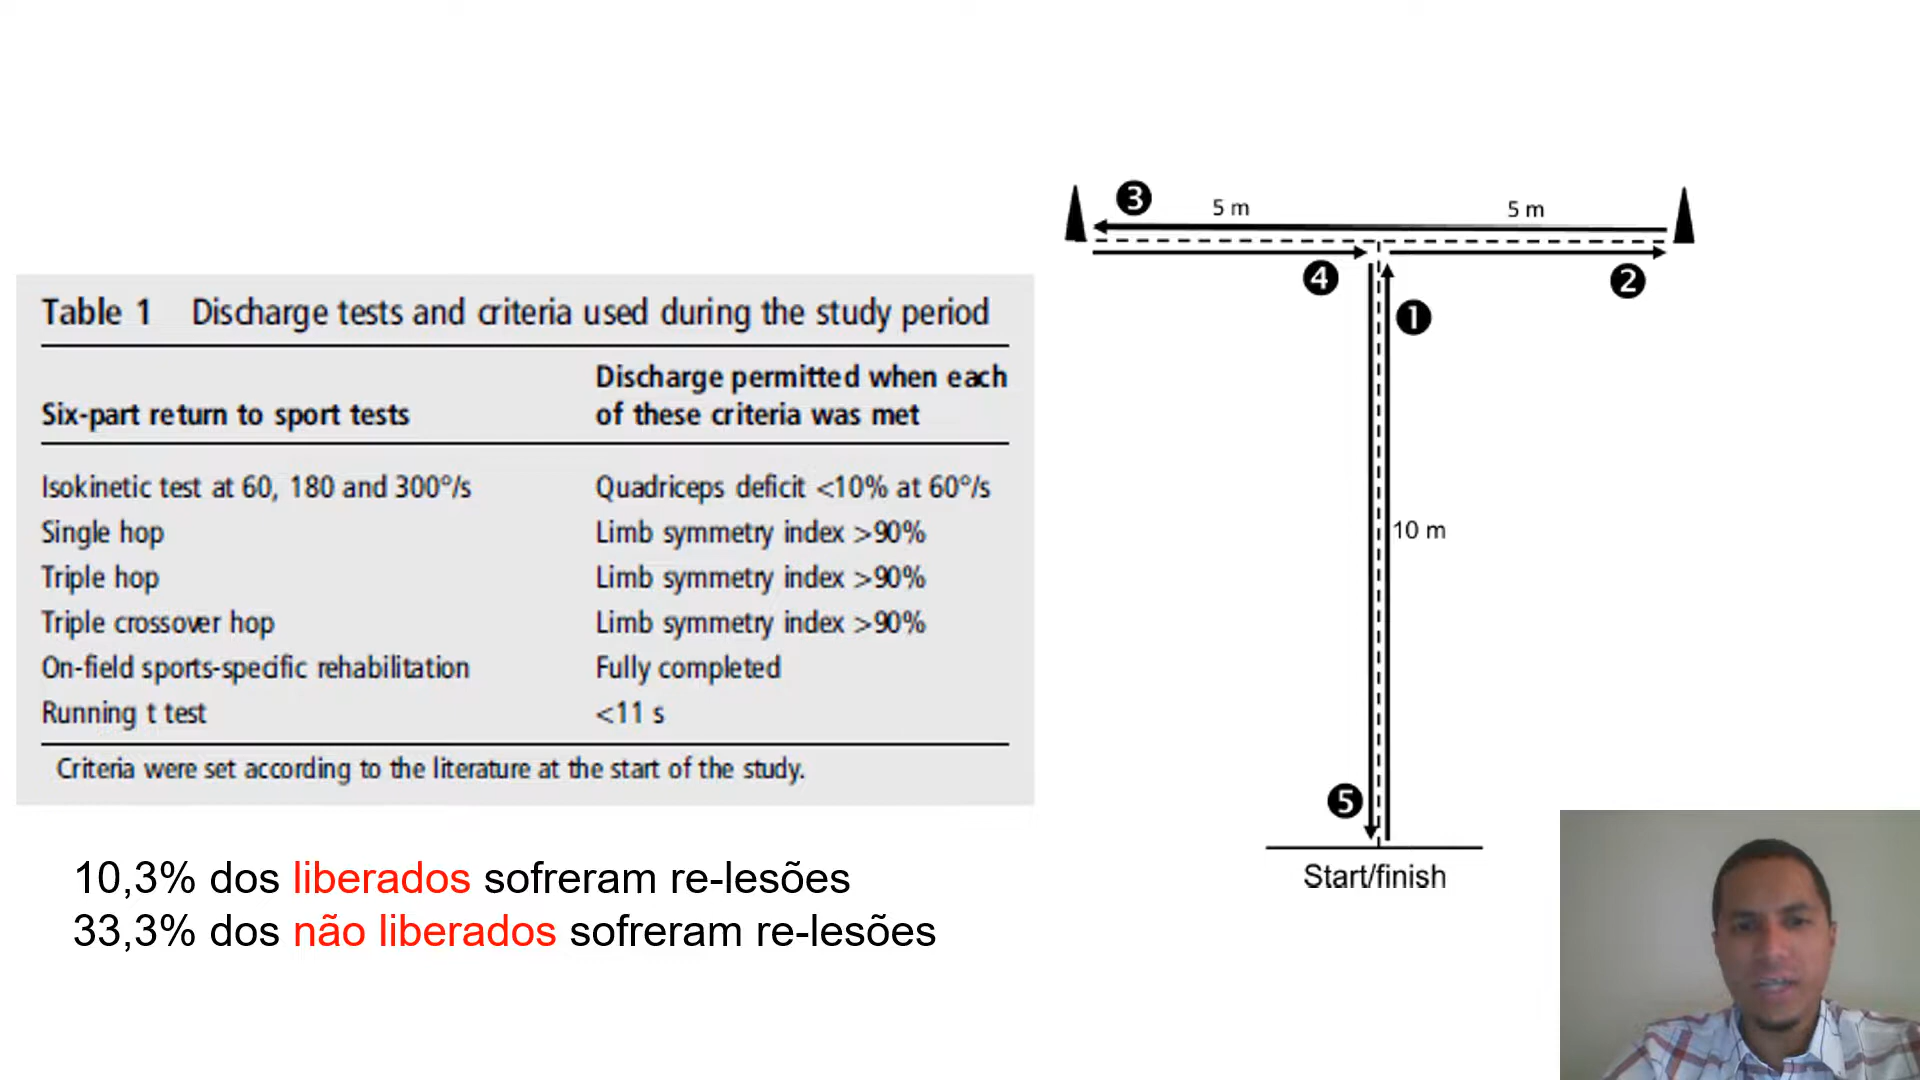 Table 1 Discharge tests and criteria used during the study period
Six-part return to sport tests
Discharge permitted when each
of these criteria was met
Isokinetic test at 60, 180 and 300°/s Quadriceps deficit <10% at 60°/s
Single hop Limb symmetry index >90%
Triple hop Limb symmetry index >90%
Triple crossover hop Limb symmetry index >90%
On-field sports-specific rehabilitation Fully completed
Running t test <11 s
Criteria were set according to the literature at the start of the study.
10,3% dos liberados sofreram re-lesões
33,3% dos não liberados sofreram re-lesões
3 5 m 5 m
4 2
1
10 m
5
Start/finish